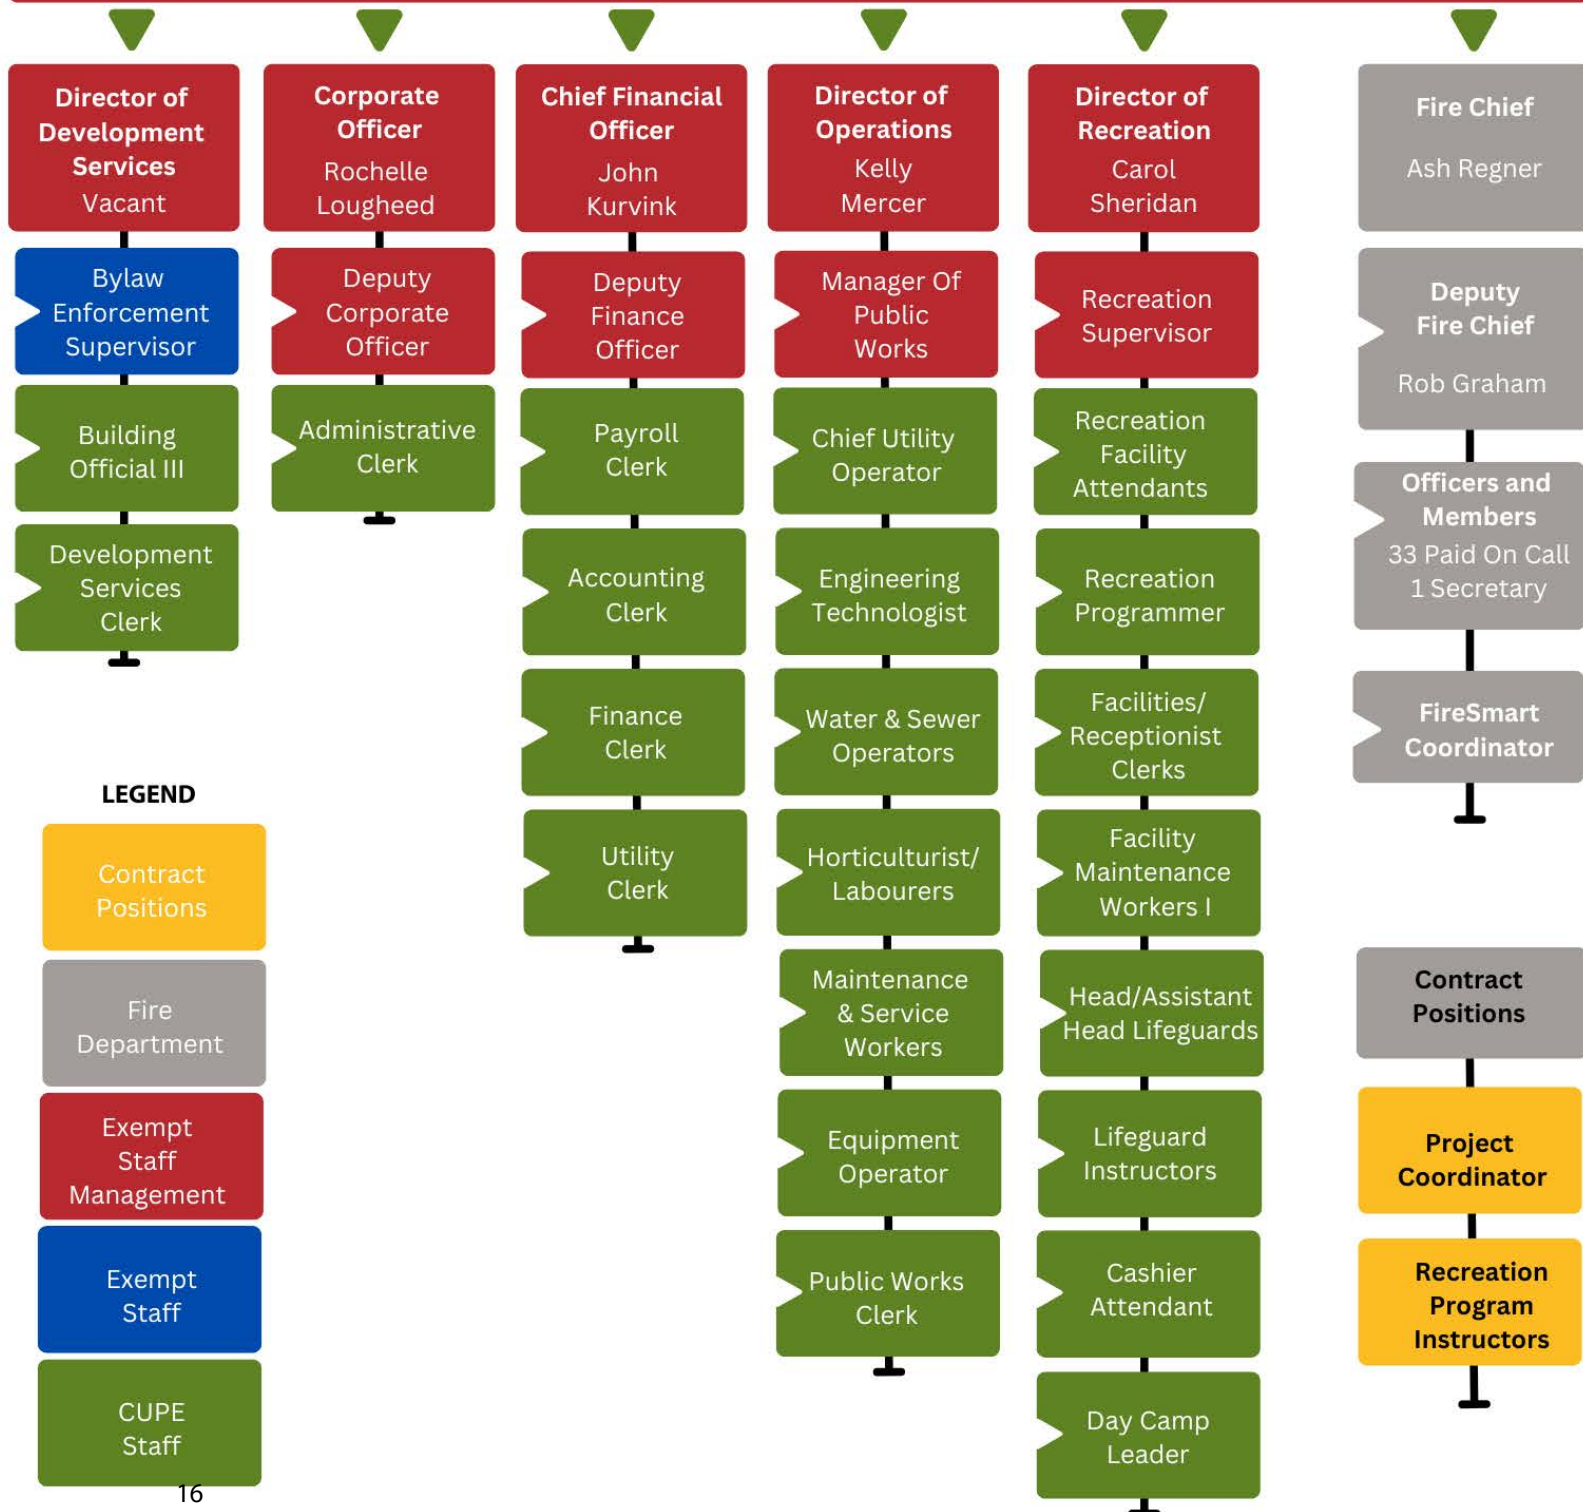 Director of
Development
Services
Vacant
Bylaw
Enforcement
Supervisor
Building
Official III
Development
Services
Clerk
Corporate
Officer
Rochelle
Lougheed
Deputy
Corporate
Officer
Administrative
Clerk
Chief Financial
Officer
John
Kurvink
Deputy
Finance
Officer
Payroll
Clerk
Accounting
Clerk
Finance
Clerk
Utility
Clerk
Director of
Operations
Kelly
Mercer
Manager Of
Public
Works
Chief Utility
Operator
Engineering
Technologist
Water & Sewer
Operators
Horticulturist/
Labourers
Maintenance
& Service
Workers
Equipment
Operator
Public Works
Clerk
Director of
Recreation
Carol
Sheridan
Recreation
Supervisor
Recreation
Facility
Attendants
Recreation
Programmer
Facilities/
Receptionist
Clerks
Facility
Maintenance
Workers I
Head/Assistant
Head Lifeguards
Lifeguard
Instructors
Cashier
Attendant
Day Camp
Leader
Fire Chief
Ash Regner
Deputy
Fire Chief
Rob Graham
Officers and
Members
33 Paid On Call
1 Secretary
FireSmart
Coordinator
Contract
Positions
Project
Coordinator
Recreation
Program
Instructors
LEGEND
Contract
Positions
Fire
Department
Exempt
Staff
Management
Exempt
Staff
CUPE
Staff
16